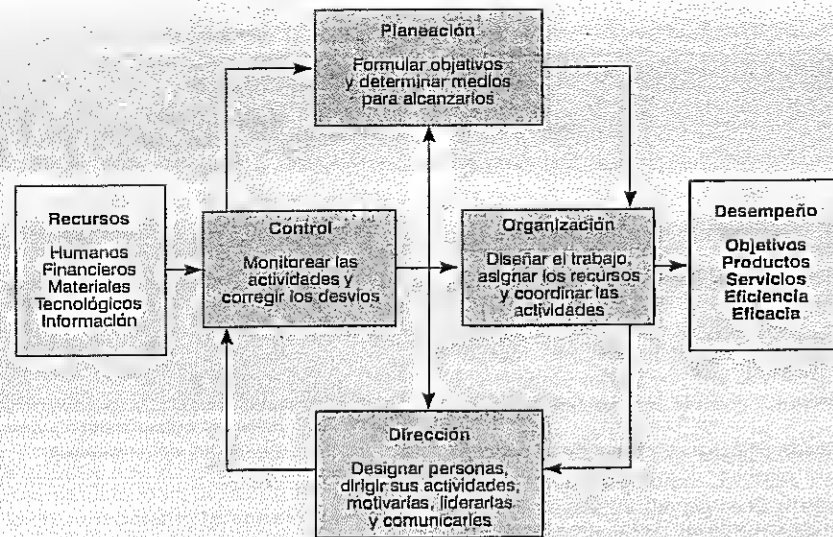 Planeación
Formular objetivos
y determinar medios
para alcanzarlos
Recursos
Humanos
Financieros
Materiales
Tecnológicos
Información
Control
Monitorear las
actividades y
corregir los desvíos
Organización
Diseñar el trabajo,
asignar los recursos
y coordinar las
actividades
Desempeño
Objetivos
Productos
Servicios
Eficiencia
Eficacia
Dirección
Designar personas,
dirigir sus actividades,
motivarlas, liderarlas
y comunicarles